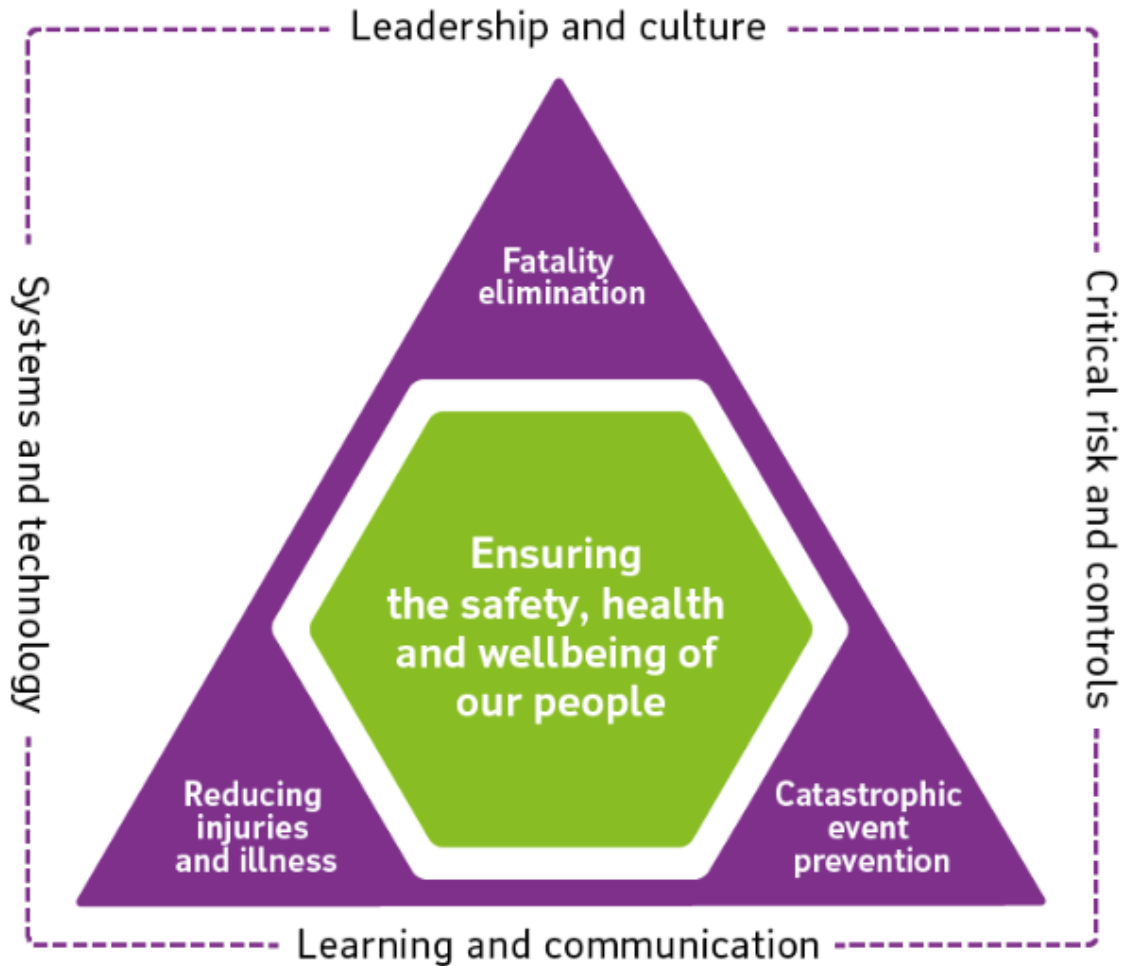 Leadership and culture
Systems and technology
Critical risk and controls
Fatality
elimination
Ensuring
the safety, health
and wellbeing of
our people
Reducing
injuries
and illness
Catastrophic
event
prevention
Learning and communication